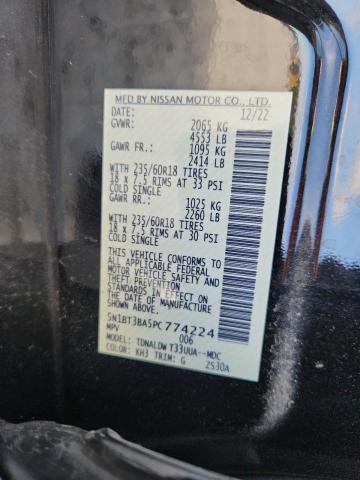 MFD BY NISSAN MOTOR CO., LTD.
DATE: 12/22
GVWR: 2065 KG
4553 LB
GAWR FR.: 1095 KG
2414 LB
WITH 235/60R18 TIRES
18 x 7.5 RIMS AT 33 PSI
COLD SINGLE
GAWR RR.: 1025 KG
2260 LB
WITH 235/60R18 TIRES
18 x 7.5 RIMS AT 30 PSI
COLD SINGLE
THIS VEHICLE CONFORMS TO
ALL APPLICABLE U.S. FEDERAL
MOTOR VEHICLE SAFETY AND
THEFT PREVENTION STANDARDS
IN EFFECT ON THE DATE OF
MANUFACTURE SHOWN ABOVE.
5N1BT3BA5PC774224
MPV 006
MODEL: TDNALDW T33UUA--MDC
COLOR: KH3 TRIM: G ZS30A